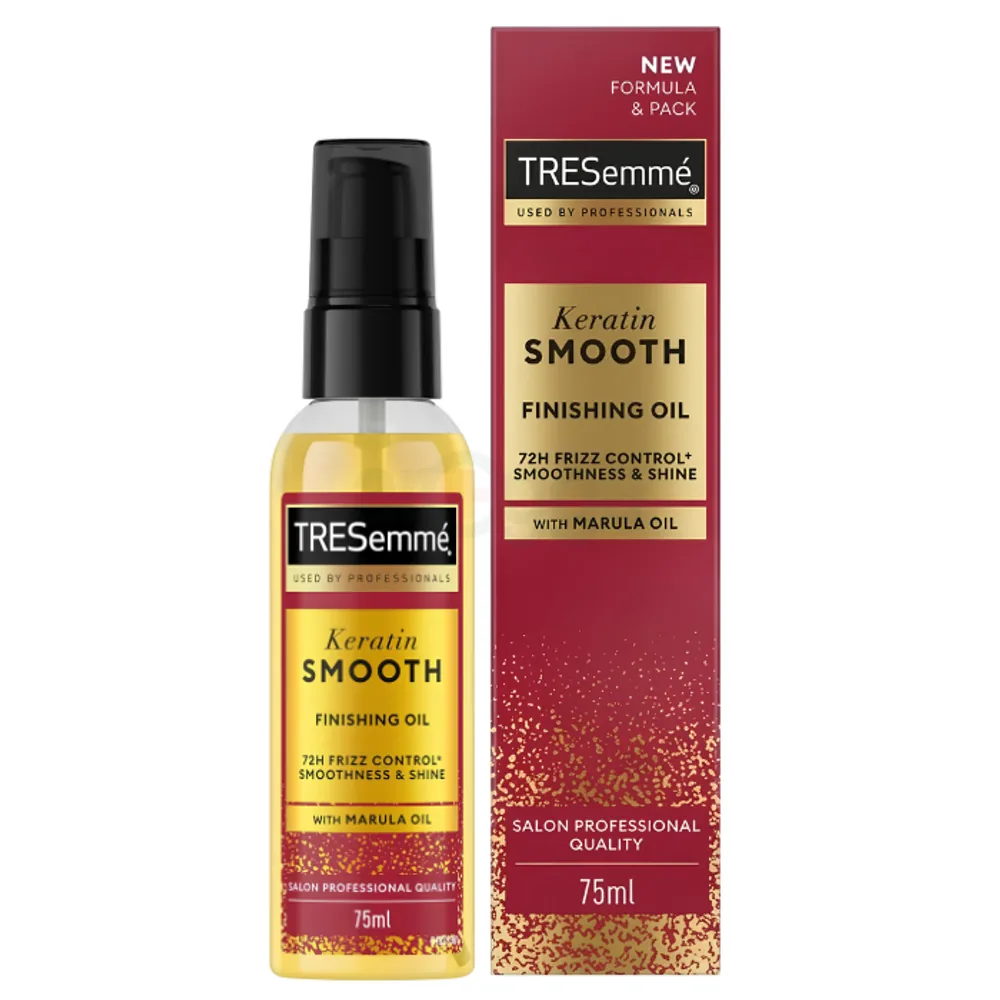 TRESemmé
USED BY PROFESSIONALS
Keratin
SMOOTH
FINISHING OIL
72H FRIZZ CONTROL*
SMOOTHNESS & SHINE
WITH MARULA OIL
SALON PROFESSIONAL QUALITY
75ml
NEW
FORMULA
& PACK
TRESemmé®
USED BY PROFESSIONALS
Keratin
SMOOTH
FINISHING OIL
72H FRIZZ CONTROL+
SMOOTHNESS & SHINE
WITH MARULA OIL
SALON PROFESSIONAL
QUALITY
75ml